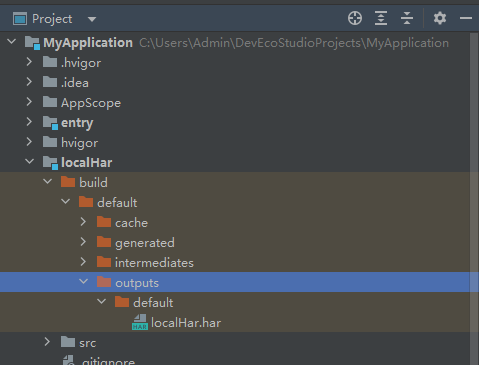 Project
MyApplication C:\Users\Admin\DevEcoStudioProjects\MyApplication
.hvigor
.idea
AppScope
entry
hvigor
localHar
build
default
cache
generated
intermediates
outputs
default
HAR localHar.har
src
.gitignore